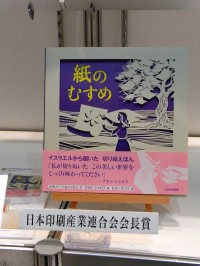 紙の
むすめ
イスラエルから届いた 切り絵えほん
「私が切りぬいた、この美しい世界を
じっくり味わってください」
日本印刷産業連合会会長賞